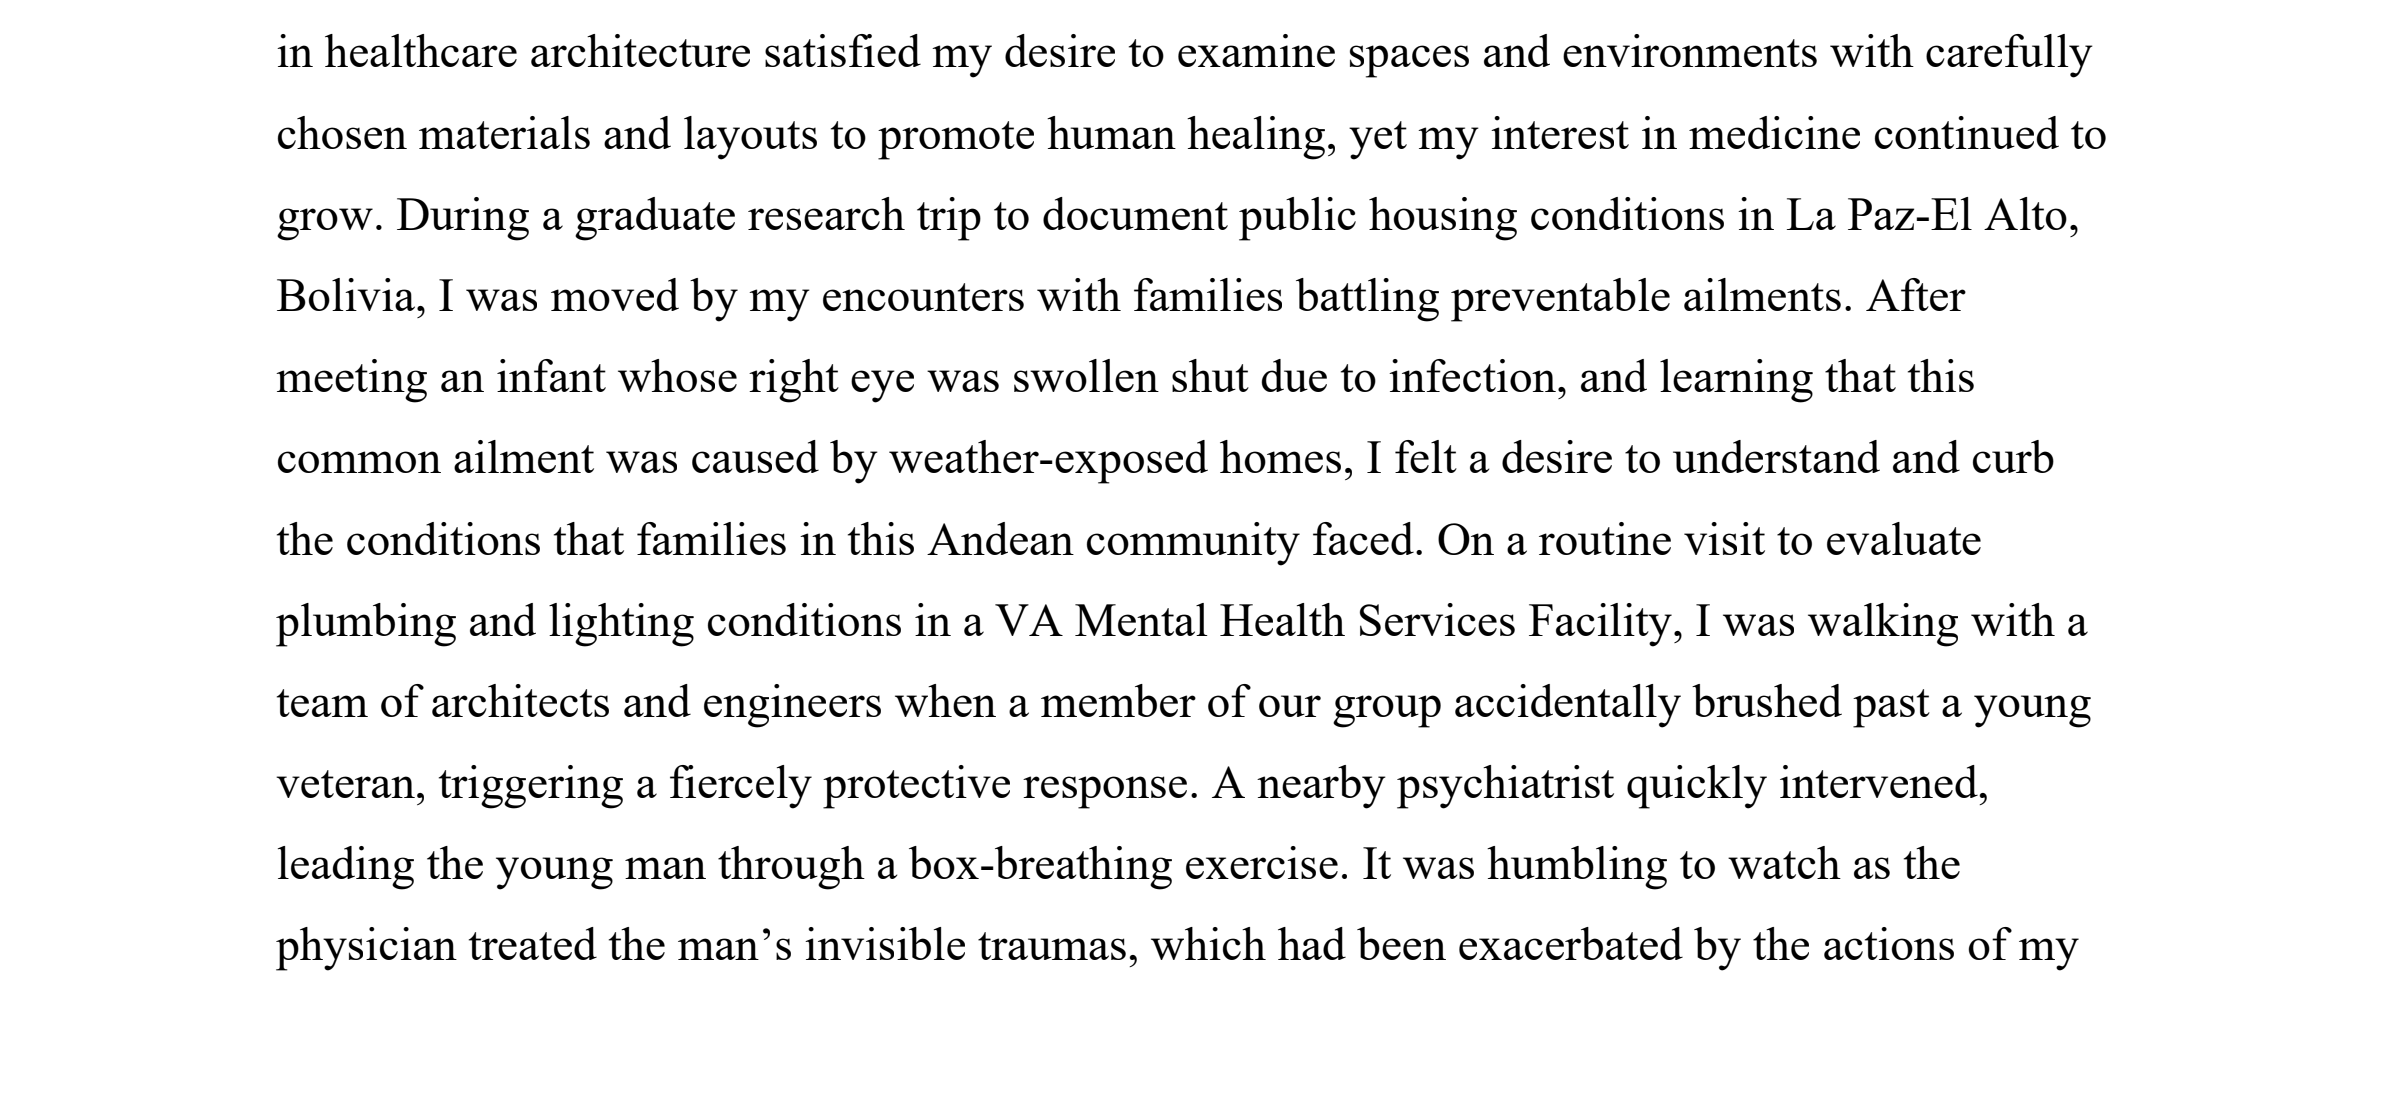 in healthcare architecture satisfied my desire to examine spaces and environments with carefully
chosen materials and layouts to promote human healing, yet my interest in medicine continued to
grow. During a graduate research trip to document public housing conditions in La Paz-El Alto,
Bolivia, I was moved by my encounters with families battling preventable ailments. After
meeting an infant whose right eye was swollen shut due to infection, and learning that this
common ailment was caused by weather-exposed homes, I felt a desire to understand and curb
the conditions that families in this Andean community faced. On a routine visit to evaluate
plumbing and lighting conditions in a VA Mental Health Services Facility, I was walking with a
team of architects and engineers when a member of our group accidentally brushed past a young
veteran, triggering a fiercely protective response. A nearby psychiatrist quickly intervened,
leading the young man through a box-breathing exercise. It was humbling to watch as the
physician treated the man’s invisible traumas, which had been exacerbated by the actions of my